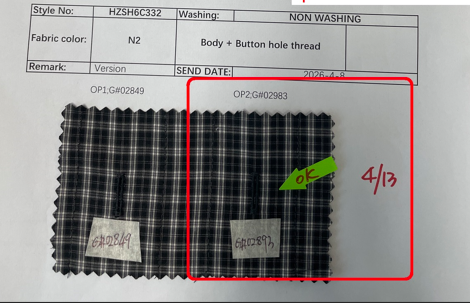 Style No: HZSH6C332 Washing: NON WASHING
Fabric color: N2 Body + Button hole thread
Remark: Version SEND DATE: 2026-4-8
OP1;G#02849 OP2;G#02983
OK
4/13
G#02849 G#02893